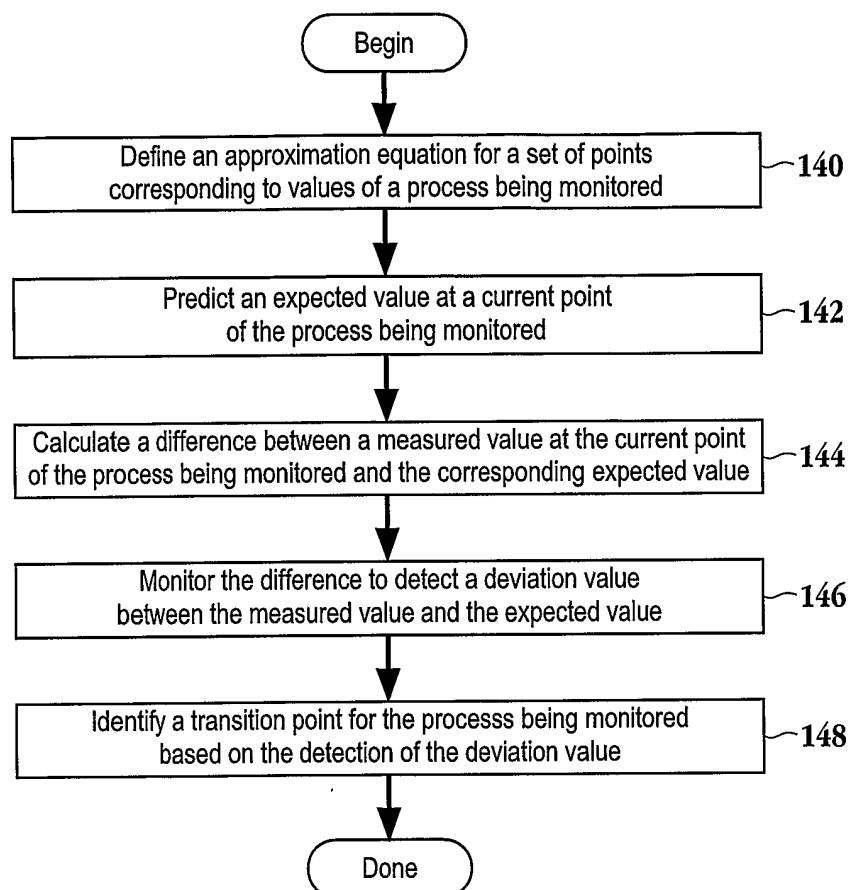 Begin
Define an approximation equation for a set of points
corresponding to values of a process being monitored
140
Predict an expected value at a current point
of the process being monitored
142
Calculate a difference between a measured value at the current point
of the process being monitored and the corresponding expected value
144
Monitor the difference to detect a deviation value
between the measured value and the expected value
146
Identify a transition point for the processs being monitored
based on the detection of the deviation value
148
Done